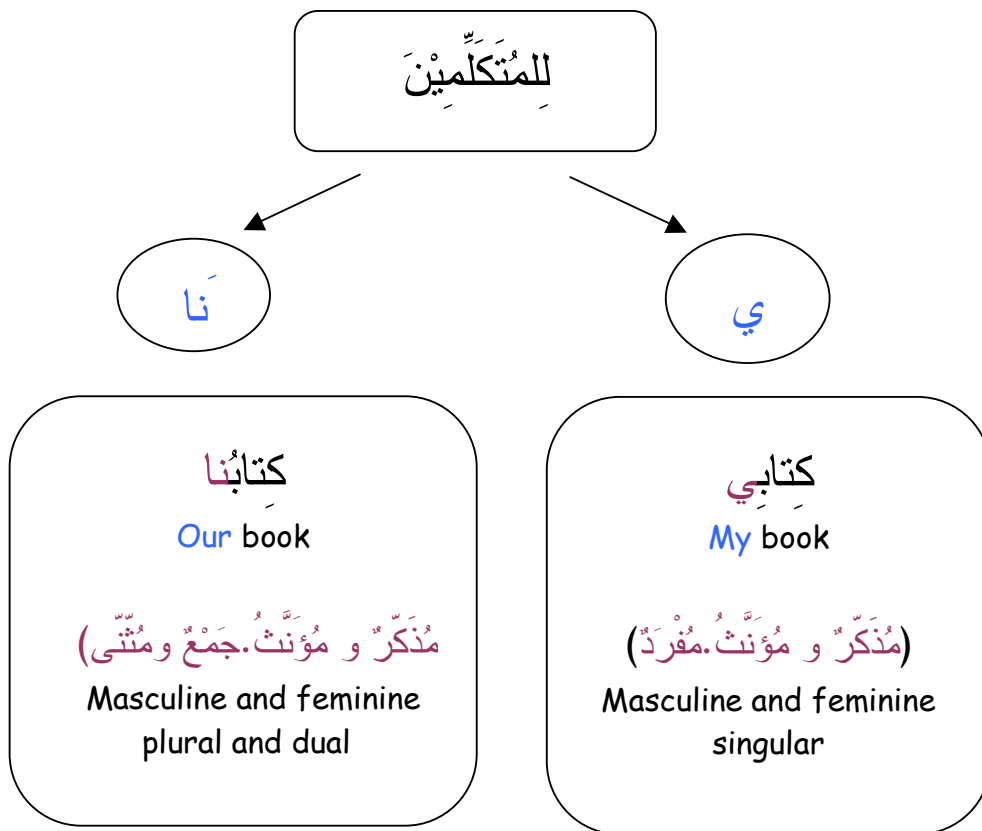 لِلمُتَكَلِّمِيْنَ
ي
نَا
كِتابِي
My book
(مُذَكّرٌ و مُؤَنَّثُ.مُفْرَدٌ)
Masculine and feminine
singular
كِتابُنا
Our book
مُذَكّرٌ و مُؤَنَّثُ.جَمْعٌ ومُثّنّى)
Masculine and feminine
plural and dual